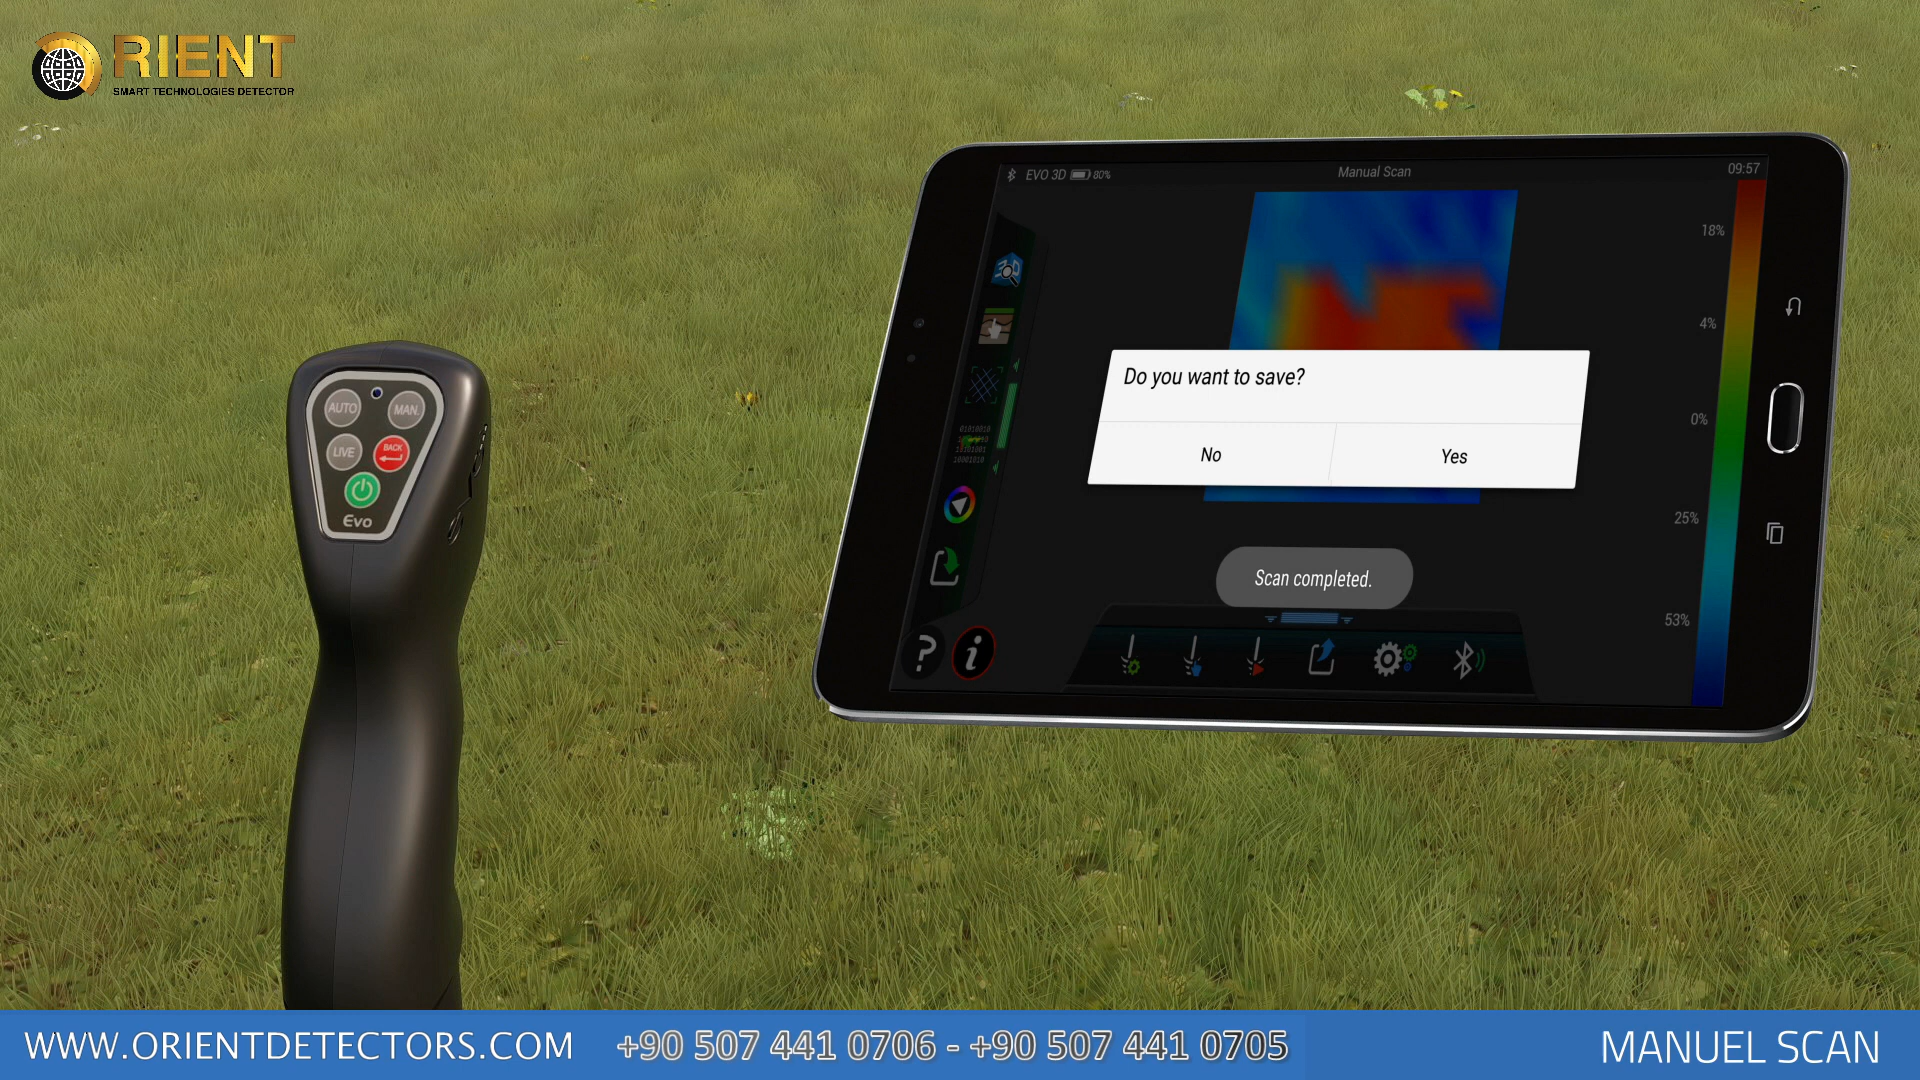 ORIENT
SMART TECHNOLOGIES DETECTOR
EVO 3D 80%
Manual Scan
09:57
18%
4%
0%
25%
53%
Do you want to save?
No
Yes
Scan completed.
AUTO
MAN.
LIVE
BACK
Evo
WWW.ORIENTDETECTORS.COM
+90 507 441 0706 - +90 507 441 0705
MANUEL SCAN